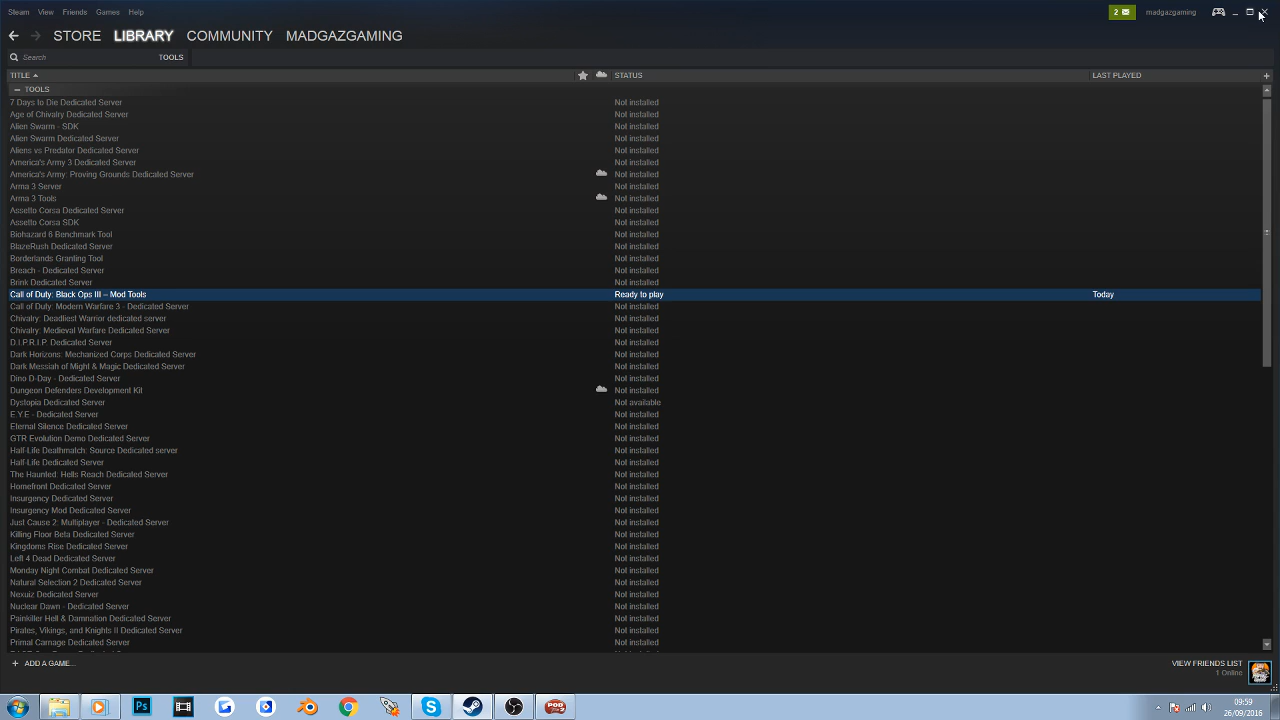 Steam View Friends Games Help 2 madgazgaming
STORE LIBRARY COMMUNITY MADGAZGAMING
Search TOOLS
TITLE STATUS LAST PLAYED
TOOLS
7 Days to Die Dedicated Server Not installed
Age of Chivalry Dedicated Server Not installed
Alien Swarm - SDK Not installed
Alien Swarm Dedicated Server Not installed
Aliens vs Predator Dedicated Server Not installed
America's Army 3 Dedicated Server Not installed
America's Army: Proving Grounds Dedicated Server Not installed
Arma 3 Server Not installed
Arma 3 Tools Not installed
Assetto Corsa Dedicated Server Not installed
Assetto Corsa SDK Not installed
Biohazard 6 Benchmark Tool Not installed
BlazeRush Dedicated Server Not installed
Borderlands Granting Tool Not installed
Breach - Dedicated Server Not installed
Brink Dedicated Server Not installed
Call of Duty: Black Ops III – Mod Tools Ready to play Today
Call of Duty: Modern Warfare 3 - Dedicated Server Not installed
Chivalry: Deadliest Warrior dedicated server Not installed
Chivalry: Medieval Warfare Dedicated Server Not installed
D.I.P.R.I.P. Dedicated Server Not installed
Dark Horizons: Mechanized Corps Dedicated Server Not installed
Dark Messiah of Might & Magic Dedicated Server Not installed
Dino D-Day - Dedicated Server Not installed
Dungeon Defenders Development Kit Not installed
Dystopia Dedicated Server Not available
E.Y.E - Dedicated Server Not installed
Eternal Silence Dedicated Server Not installed
GTR Evolution Demo Dedicated Server Not installed
Half-Life Deathmatch: Source Dedicated server Not installed
Half-Life Dedicated Server Not installed
The Haunted: Hells Reach Dedicated Server Not installed
Homefront Dedicated Server Not installed
Insurgency Dedicated Server Not installed
Insurgency Mod Dedicated Server Not installed
Just Cause 2: Multiplayer - Dedicated Server Not installed
Killing Floor Beta Dedicated Server Not installed
Kingdoms Rise Dedicated Server Not installed
Left 4 Dead Dedicated Server Not installed
Monday Night Combat Dedicated Server Not installed
Natural Selection 2 Dedicated Server Not installed
Nexuiz Dedicated Server Not installed
Nuclear Dawn - Dedicated Server Not installed
Painkiller Hell & Damnation Dedicated Server Not installed
Pirates, Vikings, and Knights II Dedicated Server Not installed
Primal Carnage Dedicated Server Not installed
ADD A GAME... VIEW FRIENDS LIST
1 Online
Ps POD
09:59
26/09/2016